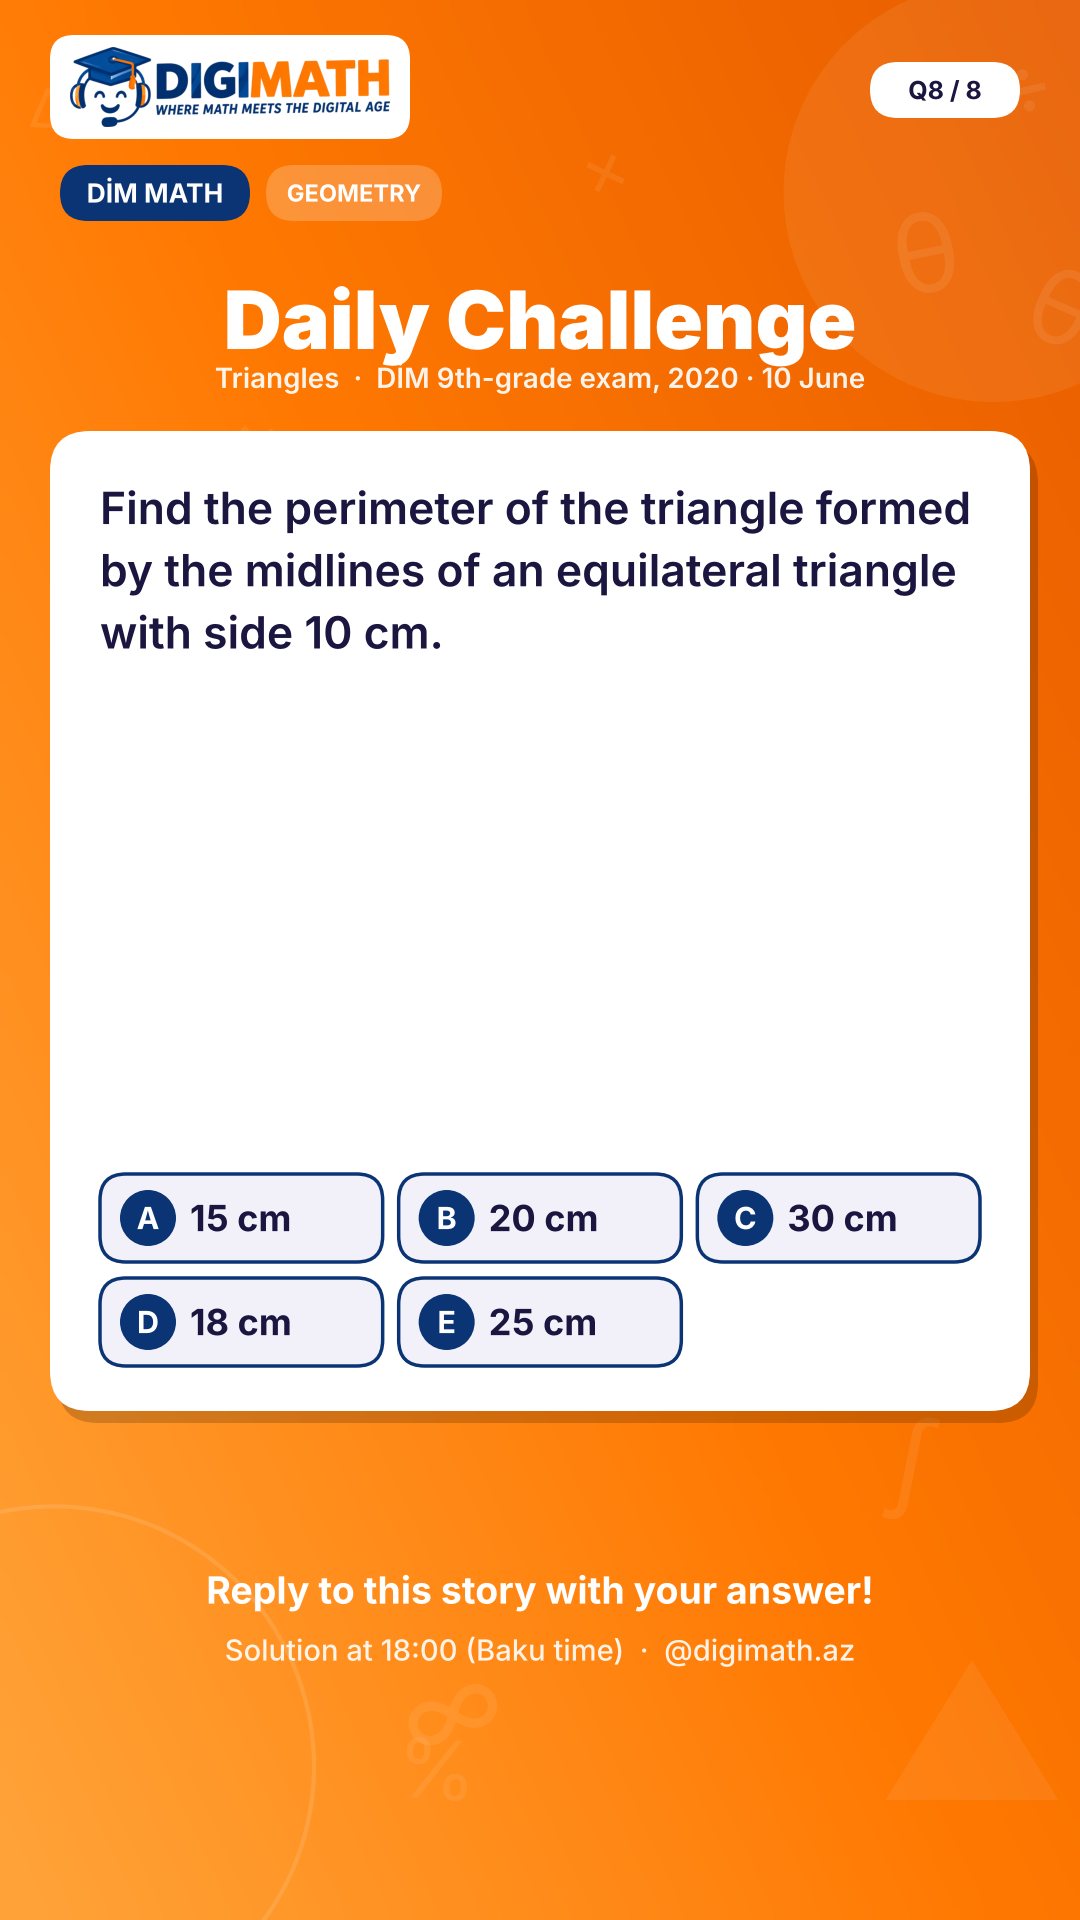 DIGIMATH
WHERE MATH MEETS THE DIGITAL AGE
Q8 / 8
DİM MATH
GEOMETRY
÷
×
θ
θ
Daily Challenge
Triangles · DİM 9th-grade exam, 2020 · 10 June
Find the perimeter of the triangle formed
by the midlines of an equilateral triangle
with side 10 cm.
A 15 cm
B 20 cm
C 30 cm
D 18 cm
E 25 cm
∫
Reply to this story with your answer!
Solution at 18:00 (Baku time) · @digimath.az
∞
%